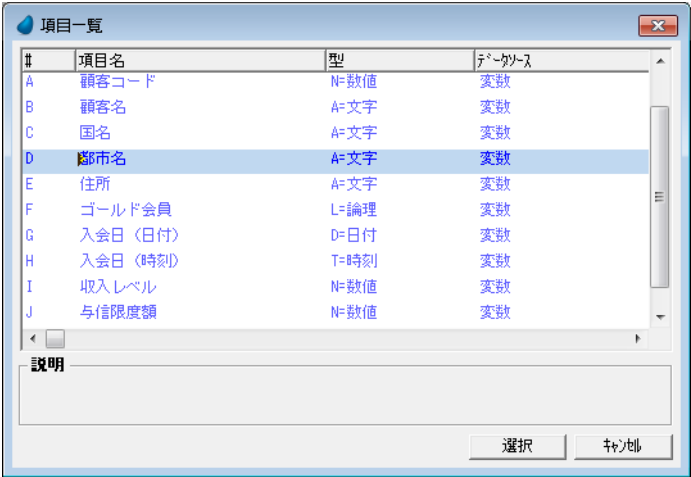 項目一覧
# 項目名 型 ﾃﾞｰﾀｿｰｽ
A 顧客コード N=数値 変数
B 顧客名 A=文字 変数
C 国名 A=文字 変数
D 都市名 A=文字 変数
E 住所 A=文字 変数
F ゴールド会員 L=論理 変数
G 入会日（日付） D=日付 変数
H 入会日（時刻） T=時刻 変数
I 収入レベル N=数値 変数
J 与信限度額 N=数値 変数
説明
選択 ｷｬﾝｾﾙ